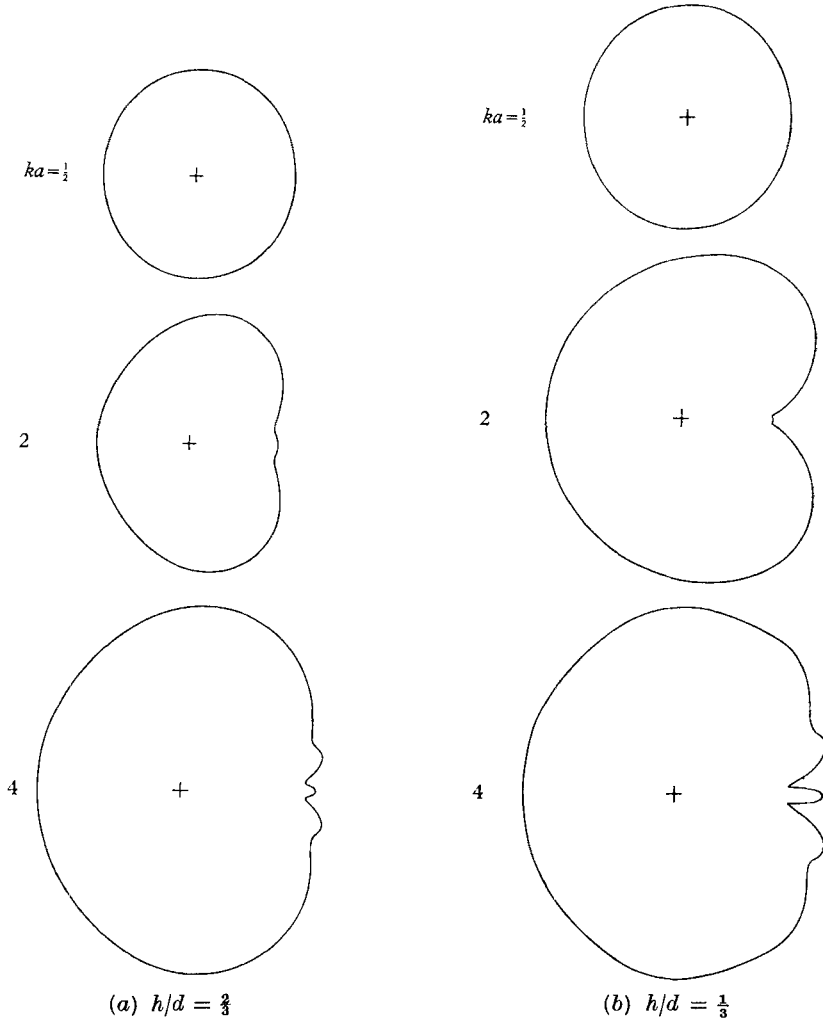 ka = ½
ka = ½
2
2
4
4
(a) h/d = ⅔
(b) h/d = ⅓